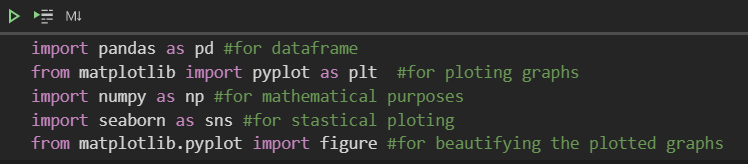 M↓
import pandas as pd #for dataframe
from matplotlib import pyplot as plt  #for ploting graphs
import numpy as np #for mathematical purposes
import seaborn as sns #for stastical ploting
from matplotlib.pyplot import figure #for beautifying the plotted graphs